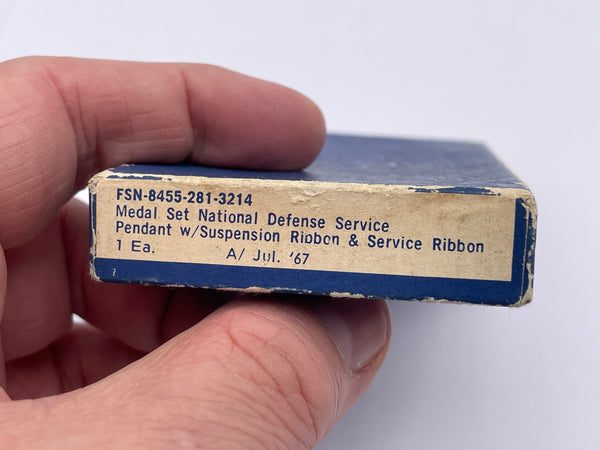 FSN-8455-281-3214
Medal Set National Defense Service
Pendant w/Suspension Ribbon & Service Ribbon
1 Ea. A/ Jul. '67